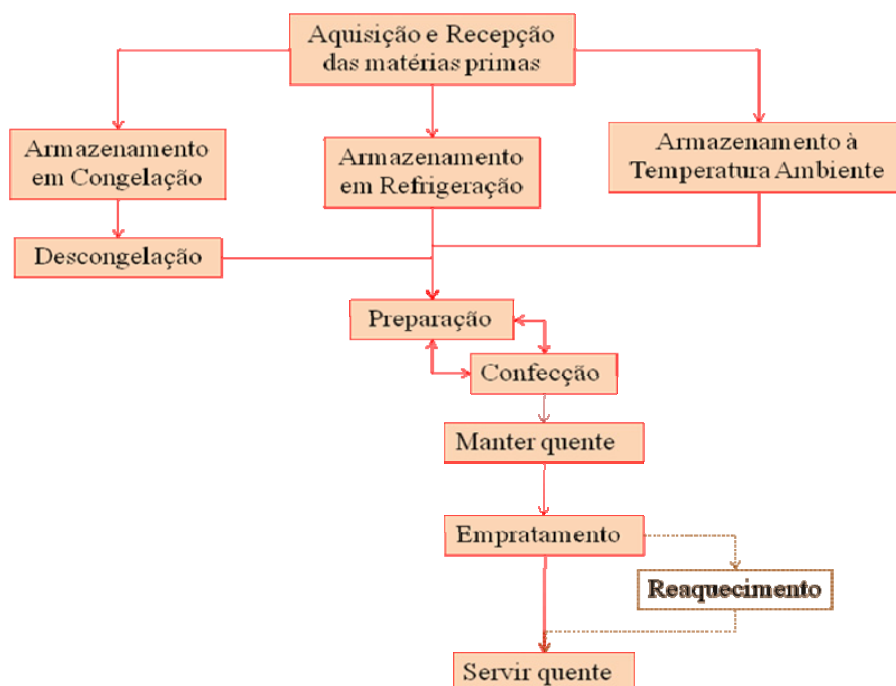 Aquisição e Recepção
das matérias primas
Armazenamento
em Congelação
Armazenamento
em Refrigeração
Armazenamento à
Temperatura Ambiente
Descongelação
Preparação
Confecção
Manter quente
Empratamento
Reaquecimento
Servir quente